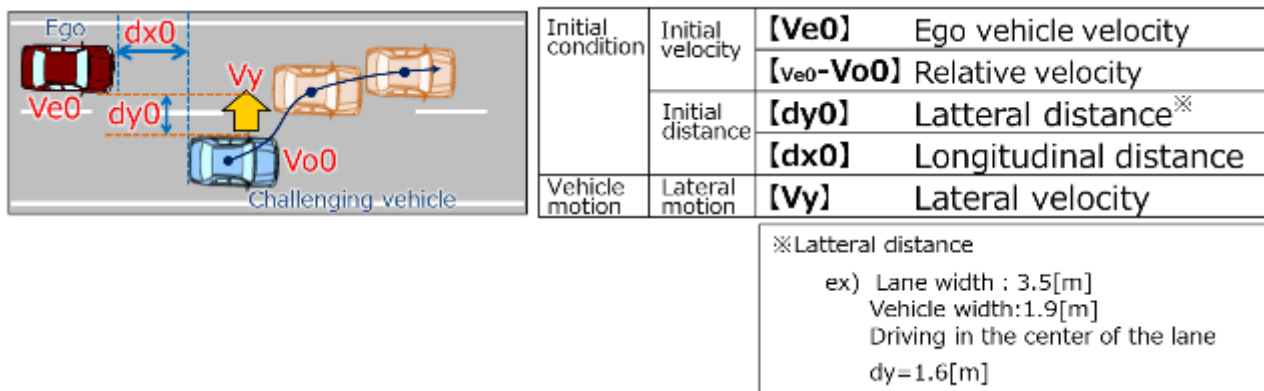 Ego
dx0
Vy
Ve0
dy0
Vo0
Challenging vehicle
Initial
condition
Initial
velocity
【Ve0】 Ego vehicle velocity
【Ve0-Vo0】 Relative velocity
Initial
distance
【dy0】 Latteral distance※
【dx0】 Longitudinal distance
Vehicle
motion
Lateral
motion
【Vy】 Lateral velocity
※Latteral distance
ex) Lane width : 3.5[m]
Vehicle width:1.9[m]
Driving in the center of the lane
dy=1.6[m]